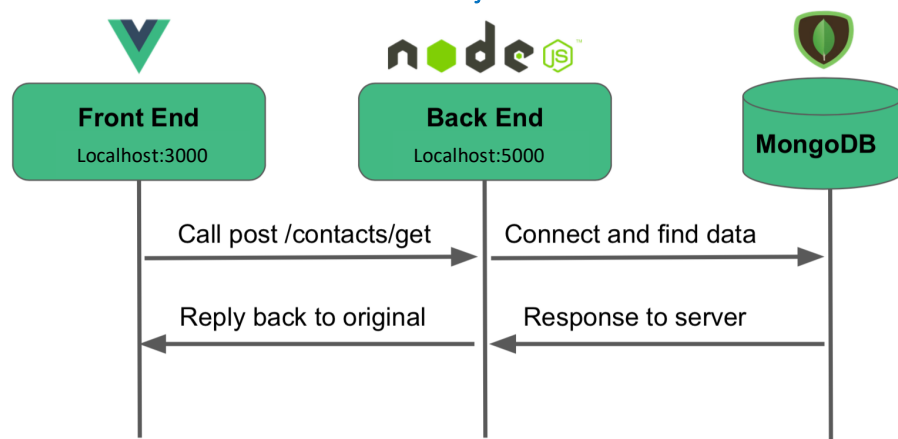 node
JS
™
Front End
Localhost:3000
Back End
Localhost:5000
MongoDB
Call post /contacts/get
Connect and find data
Reply back to original
Response to server